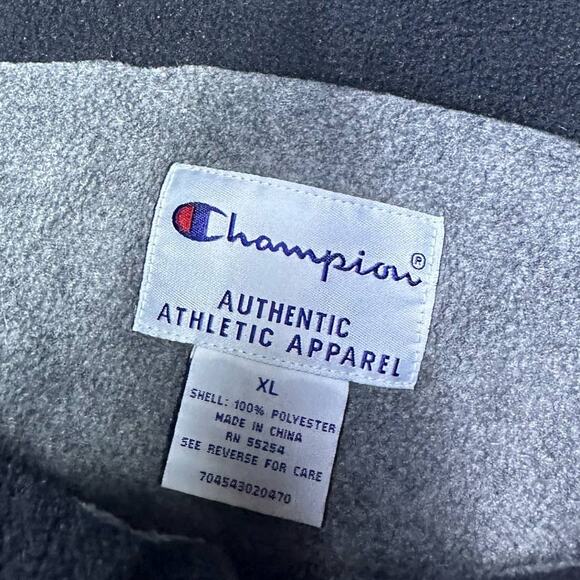 Champion®
AUTHENTIC
ATHLETIC APPAREL
XL
SHELL: 100% POLYESTER
MADE IN CHINA
RN 55254
SEE REVERSE FOR CARE
704543020470